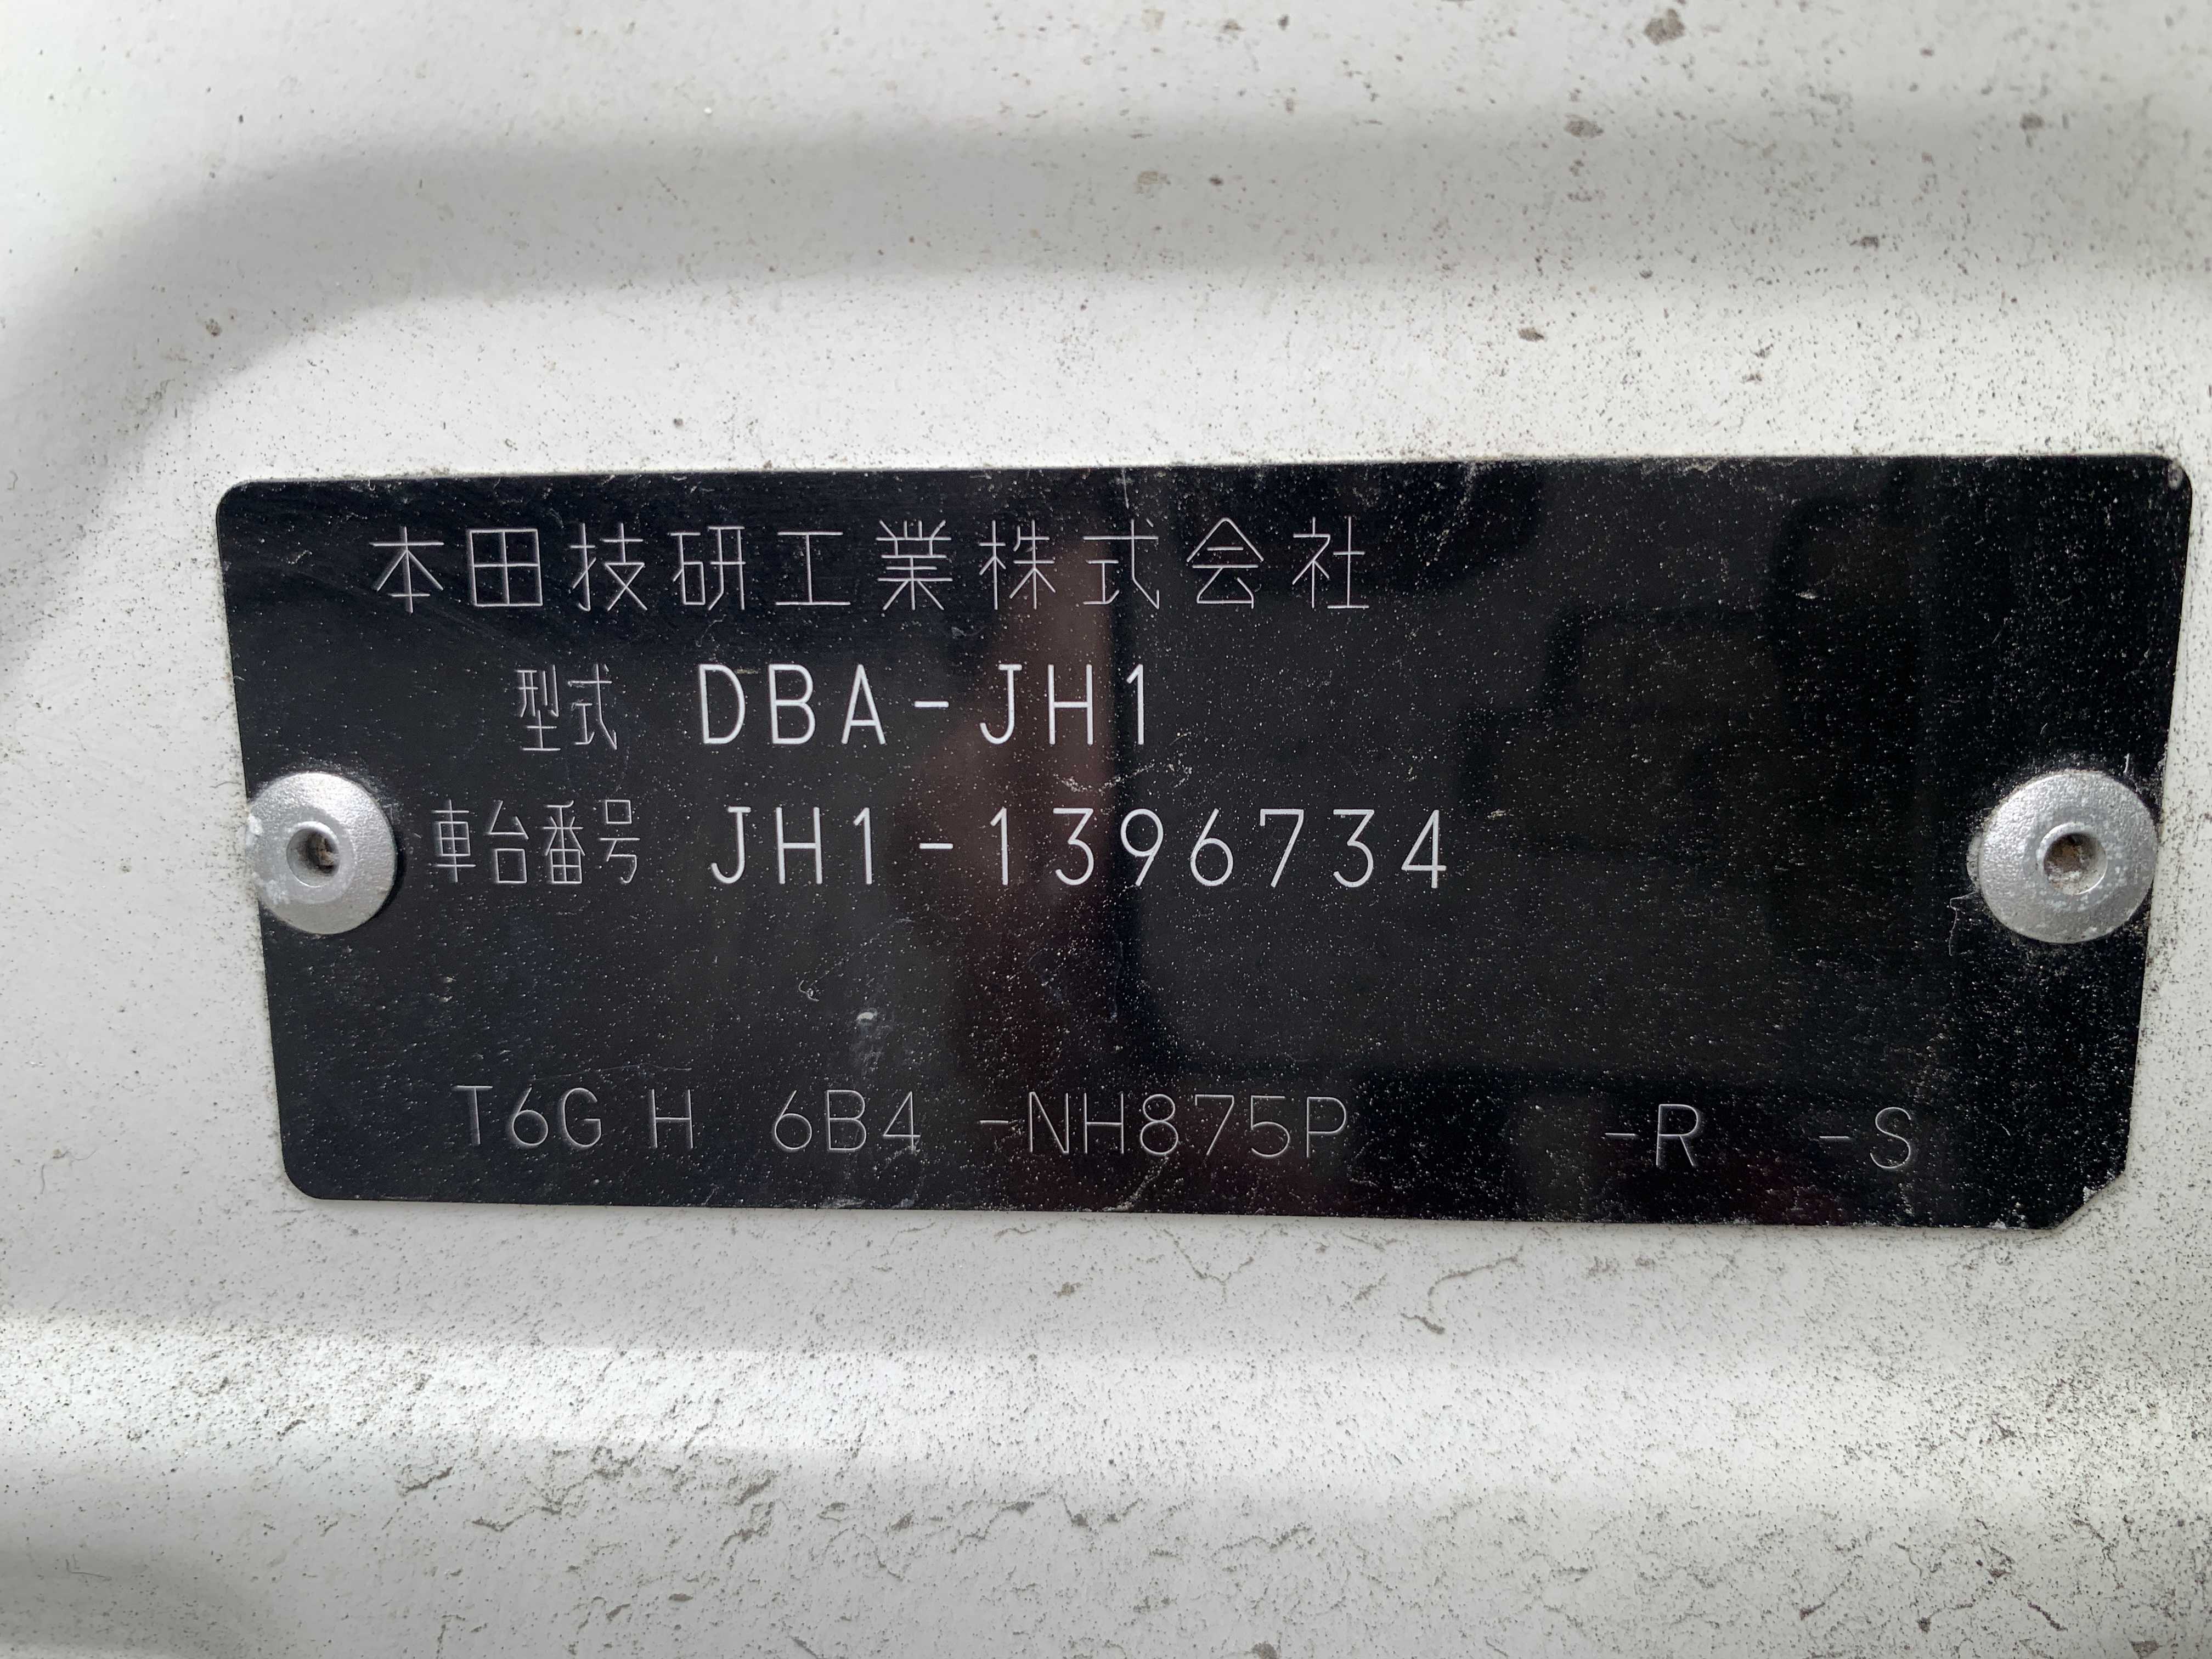 本田技研工業株式会社
型式 DBA-JH1
車台番号 JH1-1396734
T6G H 6B4 -NH875P -R -S